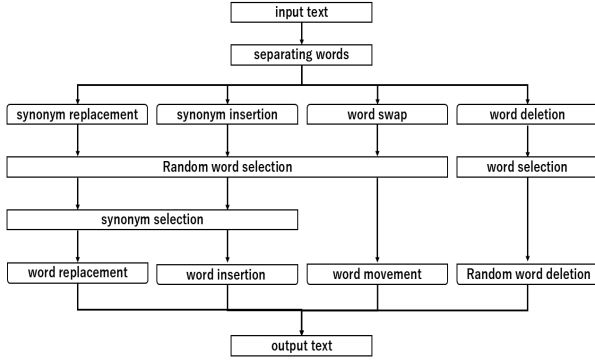 input text
separating words
synonym replacement
synonym insertion
word swap
word deletion
Random word selection
word selection
synonym selection
word replacement
word insertion
word movement
Random word deletion
output text